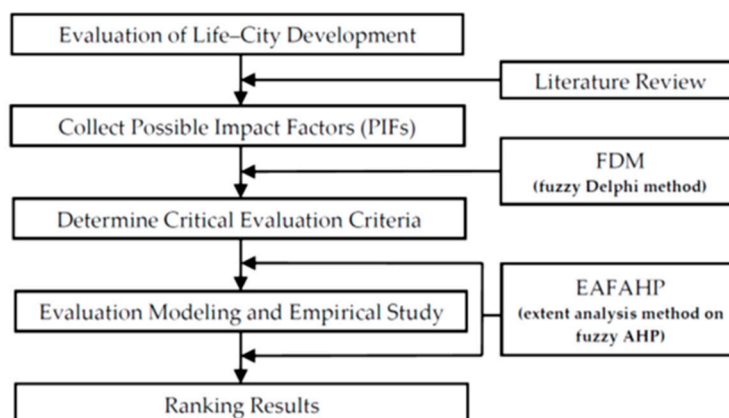 Evaluation of Life–City Development
Literature Review
Collect Possible Impact Factors (PIFs)
FDM
(fuzzy Delphi method)
Determine Critical Evaluation Criteria
EAFAHP
(extent analysis method on
fuzzy AHP)
Evaluation Modeling and Empirical Study
Ranking Results